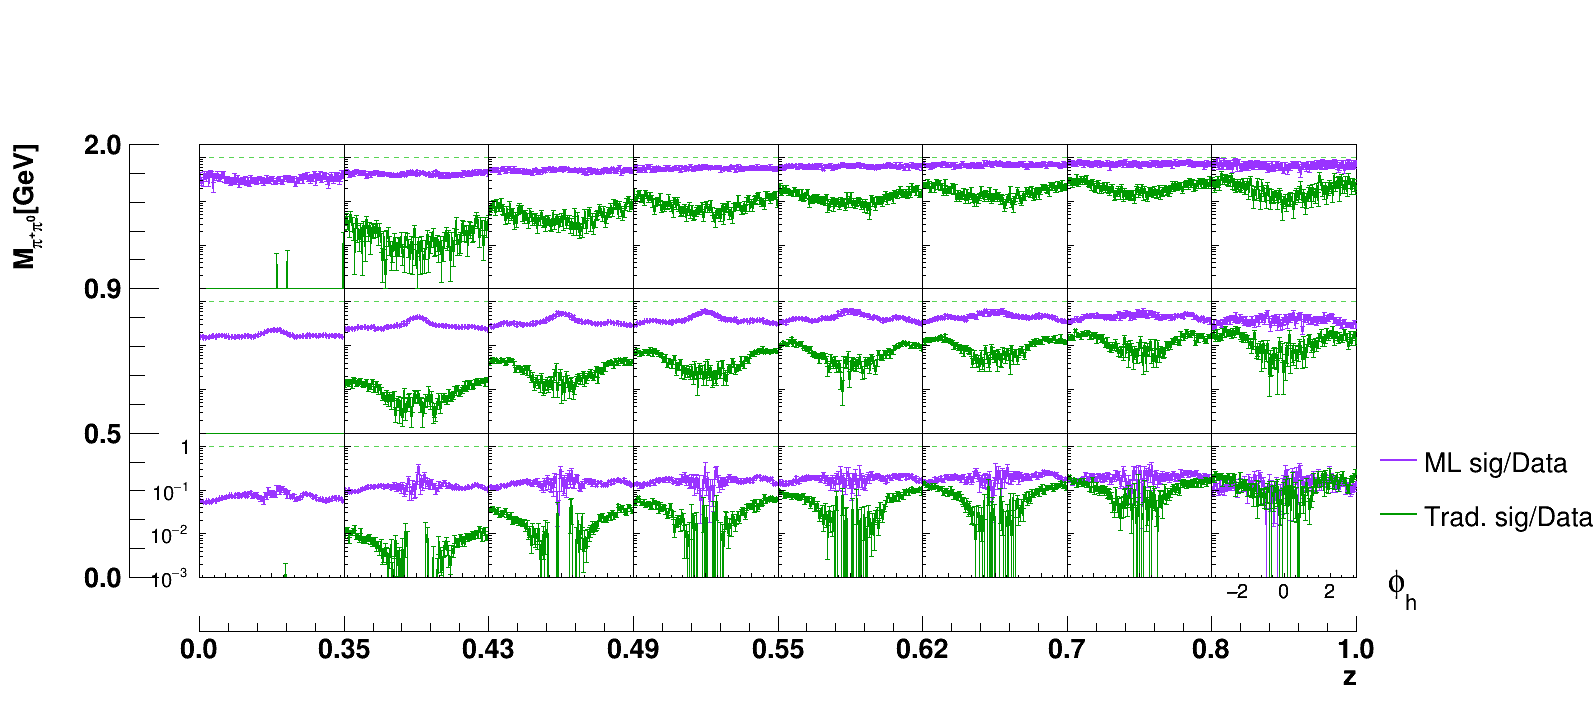 M_{π⁺π⁰}[GeV]
2.0
0.9
0.5
0.0
1
10⁻¹
10⁻²
10⁻³
ML sig/Data
Trad. sig/Data
−2 0 2
ϕ_h
0.0 0.35 0.43 0.49 0.55 0.62 0.7 0.8 1.0
z